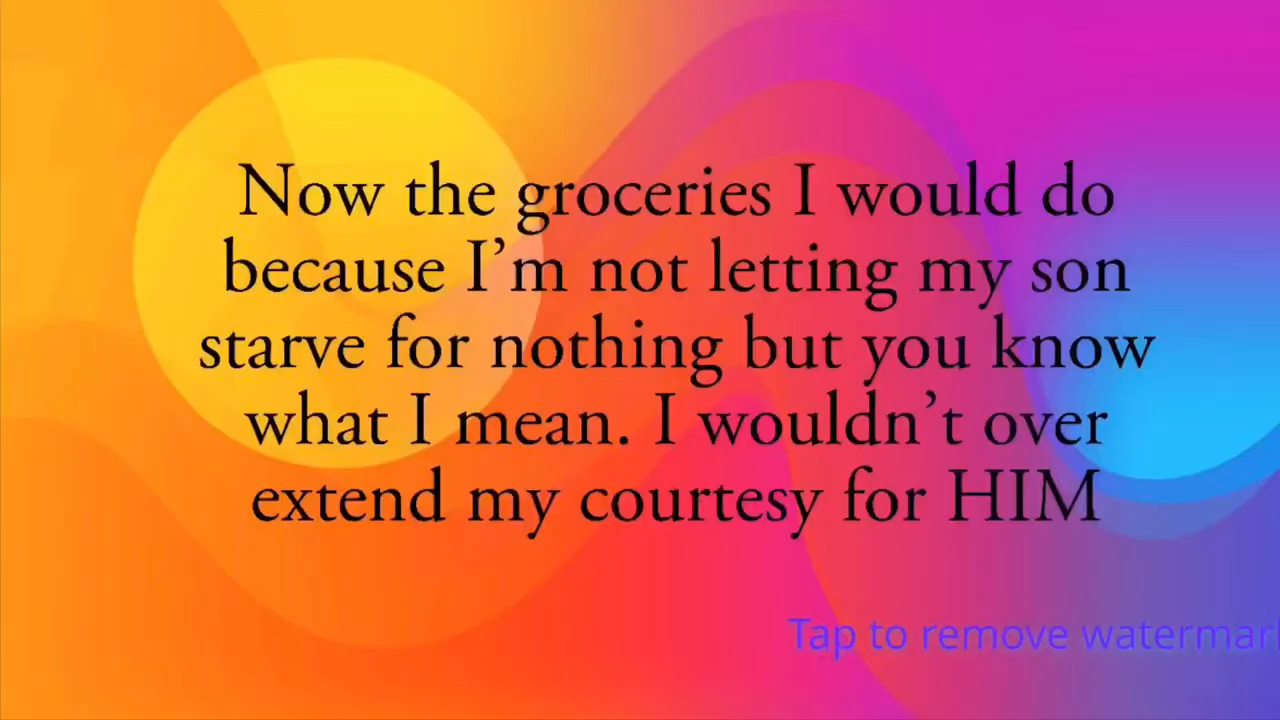 Now the groceries I would do
because I’m not letting my son
starve for nothing but you know
what I mean. I wouldn’t over
extend my courtesy for HIM
Tap to remove watermark